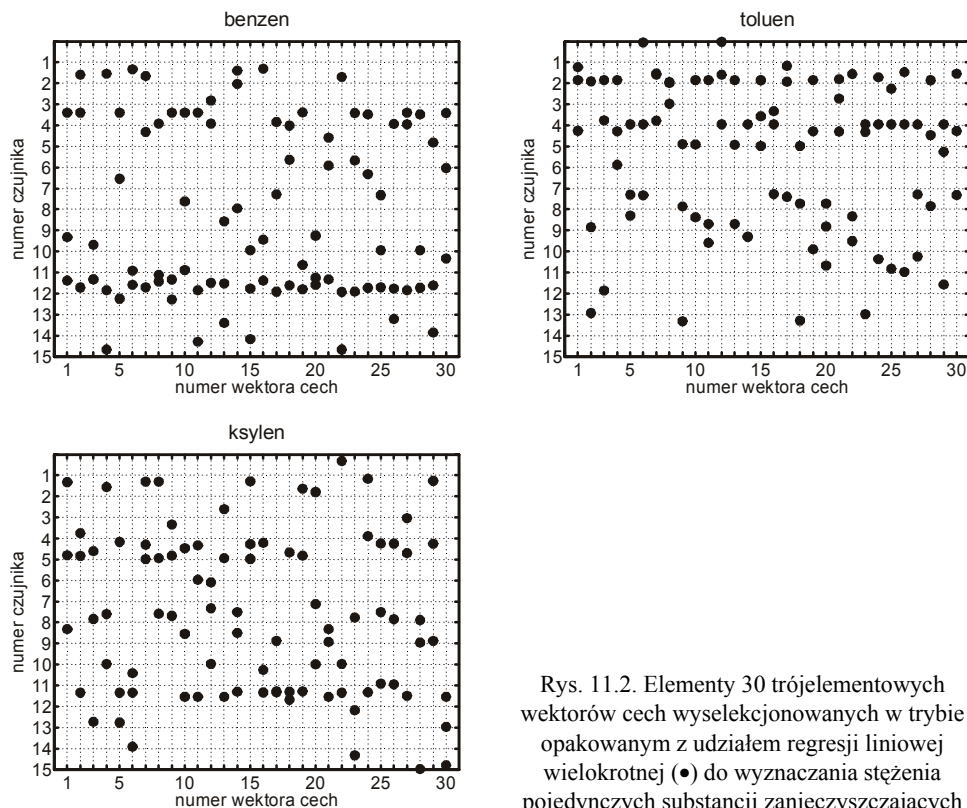 benzen
1
2
3
4
5
6
7
8
9
10
11
12
13
14
15
numer czujnika
1 5 10 15 20 25 30
numer wektora cech
toluen
1
2
3
4
5
6
7
8
9
10
11
12
13
14
15
numer czujnika
1 5 10 15 20 25 30
numer wektora cech
ksylen
1
2
3
4
5
6
7
8
9
10
11
12
13
14
15
numer czujnika
1 5 10 15 20 25 30
numer wektora cech
Rys. 11.2. Elementy 30 trójelementowych
wektorów cech wyselekcjonowanych w trybie
opakowanym z udziałem regresji liniowej
wielokrotnej (●) do wyznaczania stężenia
pojedynczych substancji zanieczyszczających